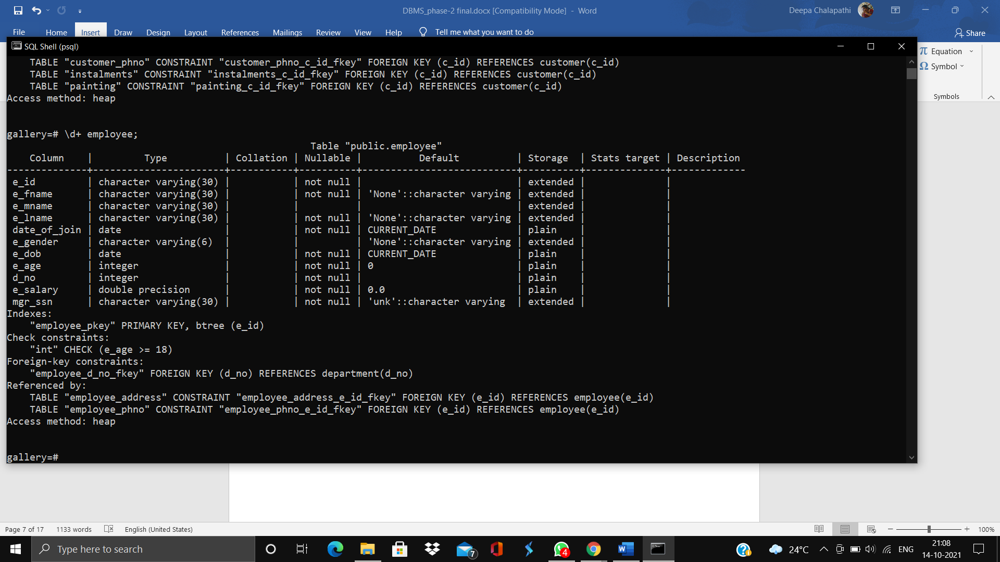 DBMS_phase-2 final.docx [Compatibility Mode] - Word
Deepa Chalapathi
File Home Insert Draw Design Layout References Mailings Review View Help Tell me what you want to do
Share
SQL Shell (psql)
π Equation
Ω Symbol
Symbols
TABLE "customer_phno" CONSTRAINT "customer_phno_c_id_fkey" FOREIGN KEY (c_id) REFERENCES customer(c_id)
TABLE "instalments" CONSTRAINT "instalments_c_id_fkey" FOREIGN KEY (c_id) REFERENCES customer(c_id)
TABLE "painting" CONSTRAINT "painting_c_id_fkey" FOREIGN KEY (c_id) REFERENCES customer(c_id)
Access method: heap
gallery=# \d+ employee;
Table "public.employee"
Column | Type | Collation | Nullable | Default | Storage | Stats target | Description
--------------+-----------------------+-----------+----------+---------------------------+----------+--------------+-------------
e_id | character varying(30) | | not null | | extended | |
e_fname | character varying(30) | | not null | 'None'::character varying | extended | |
e_mname | character varying(30) | | | | extended | |
e_lname | character varying(30) | | not null | 'None'::character varying | extended | |
date_of_join | date | | not null | CURRENT_DATE | plain | |
e_gender | character varying(6) | | | 'None'::character varying | extended | |
e_dob | date | | not null | CURRENT_DATE | plain | |
e_age | integer | | not null | 0 | plain | |
d_no | integer | | not null | | plain | |
e_salary | double precision | | not null | 0.0 | plain | |
mgr_ssn | character varying(30) | | not null | 'unk'::character varying | extended | |
Indexes:
"employee_pkey" PRIMARY KEY, btree (e_id)
Check constraints:
"int" CHECK (e_age >= 18)
Foreign-key constraints:
"employee_d_no_fkey" FOREIGN KEY (d_no) REFERENCES department(d_no)
Referenced by:
TABLE "employee_address" CONSTRAINT "employee_address_e_id_fkey" FOREIGN KEY (e_id) REFERENCES employee(e_id)
TABLE "employee_phno" CONSTRAINT "employee_phno_e_id_fkey" FOREIGN KEY (e_id) REFERENCES employee(e_id)
Access method: heap
gallery=#
Page 7 of 17 1133 words English (United States) 100%
Type here to search
7
4
24°C
ENG
21:08
14-10-2021